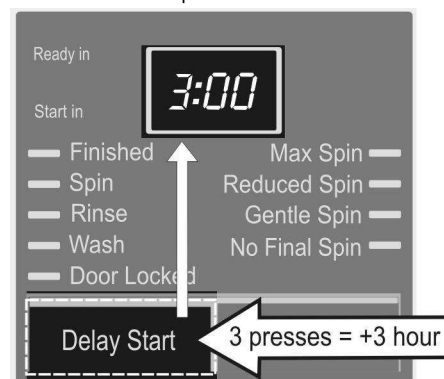 Ready in
3:00
Start in
Finished
Max Spin
Spin
Reduced Spin
Rinse
Gentle Spin
Wash
No Final Spin
Door Locked
Delay Start
3 presses = +3 hour